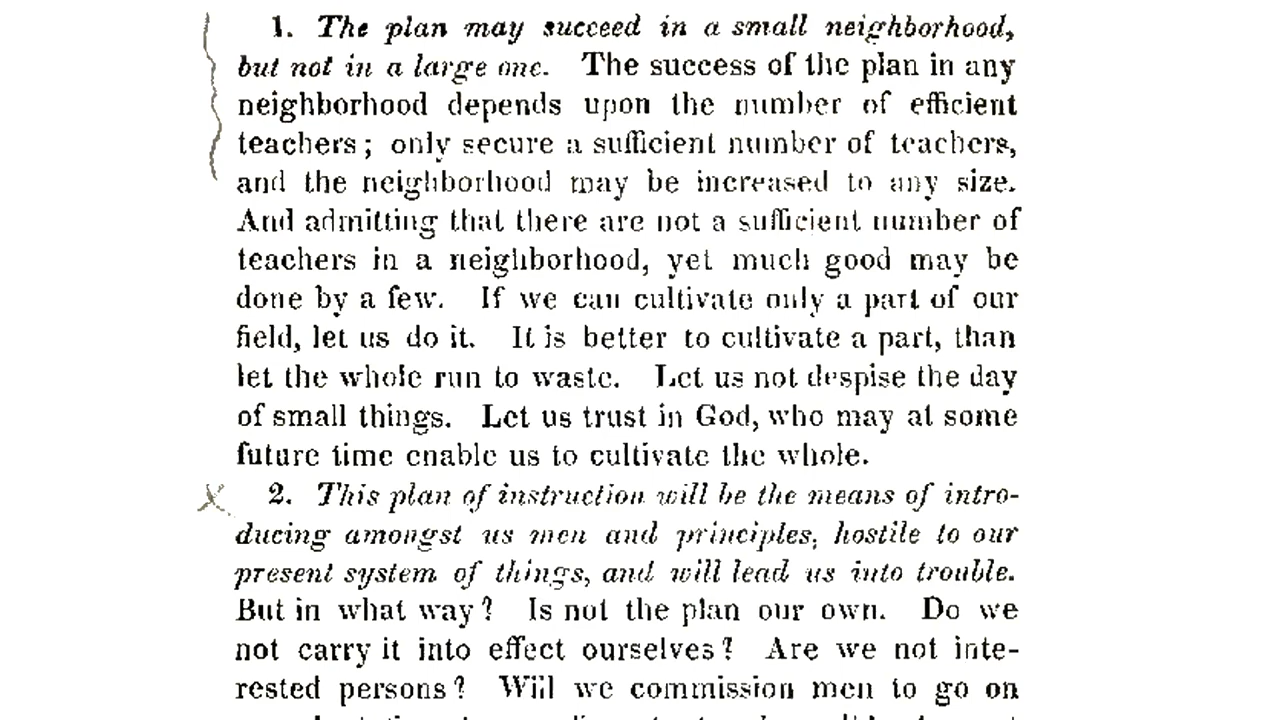 1. The plan may succeed in a small neighborhood,
but not in a large one. The success of the plan in any
neighborhood depends upon the number of efficient
teachers; only secure a sufficient number of teachers,
and the neighborhood may be increased to any size.
And admitting that there are not a sufficient number of
teachers in a neighborhood, yet much good may be
done by a few. If we can cultivate only a part of our
field, let us do it. It is better to cultivate a part, than
let the whole run to waste. Let us not despise the day
of small things. Let us trust in God, who may at some
future time enable us to cultivate the whole.
2. This plan of instruction will be the means of intro-
ducing amongst us men and principles, hostile to our
present system of things, and will lead us into trouble.
But in what way? Is not the plan our own. Do we
not carry it into effect ourselves? Are we not inte-
rested persons? Will we commission men to go on